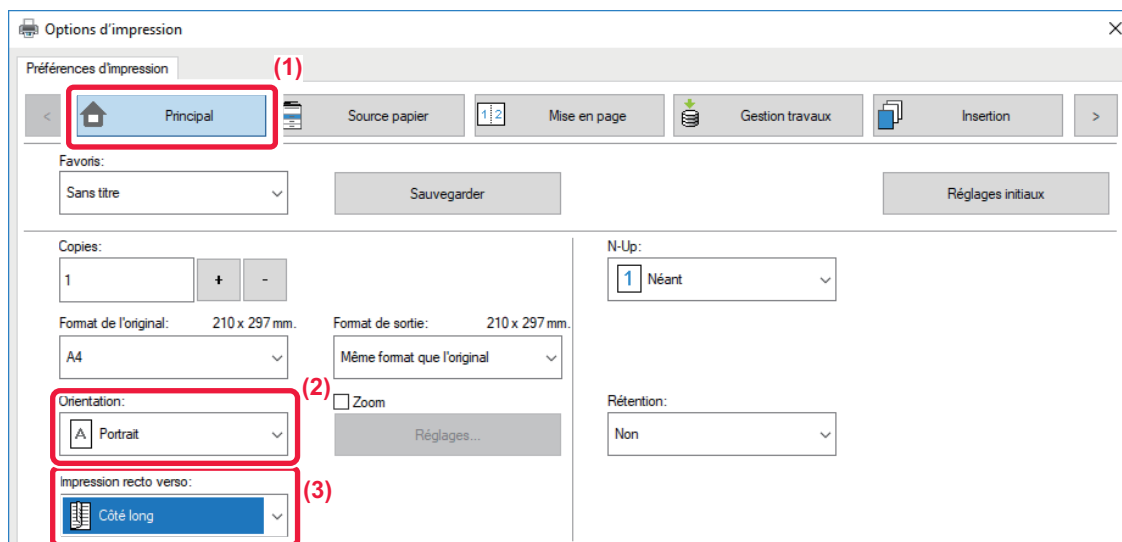 Options d'impression
Préférences d'impression
(1)
< Principal Source papier 1 2 Mise en page Gestion travaux Insertion >
Favoris:
Sans titre Sauvegarder Réglages initiaux
Copies: N-Up:
1 + - 1 Néant
Format de l'original: 210 x 297 mm. Format de sortie: 210 x 297 mm.
A4 Même format que l'original
(2)
Orientation: Zoom Rétention:
A Portrait Réglages... Non
Impression recto verso:
(3)
Côté long